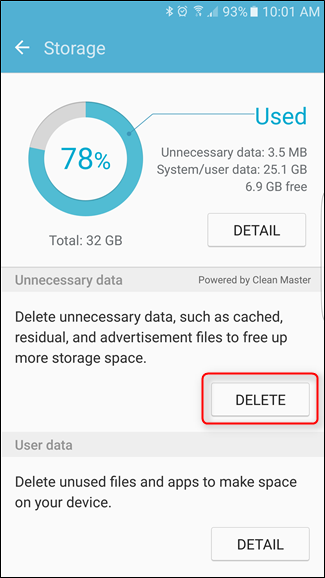 93% 10:01 AM
Storage
Used
78%
Unnecessary data: 3.5 MB
System/user data: 25.1 GB
6.9 GB free
Total: 32 GB
DETAIL
Unnecessary data
Powered by Clean Master
Delete unnecessary data, such as cached,
residual, and advertisement files to free up
more storage space.
DELETE
User data
Delete unused files and apps to make space
on your device.
DETAIL